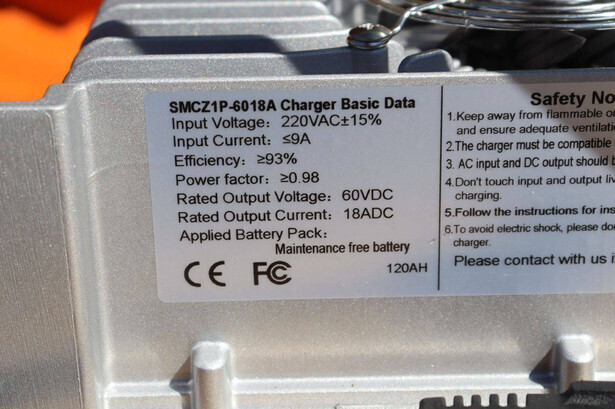 SMCZ1P-6018A Charger Basic Data
Input Voltage: 220VAC±15%
Input Current: ≤9A
Efficiency: ≥93%
Power factor: ≥0.98
Rated Output Voltage: 60VDC
Rated Output Current: 18ADC
Applied Battery Pack:
Maintenance free battery
CE FC 120AH
Safety No
1.Keep away from flammable or
and ensure adequate ventilati
2.The charger must be compatible
3. AC input and DC output should b
4.Don't touch input and output liv
charging.
5.Follow the instructions for ins
6.To avoid electric shock, please do
charger.
Please contact with us i